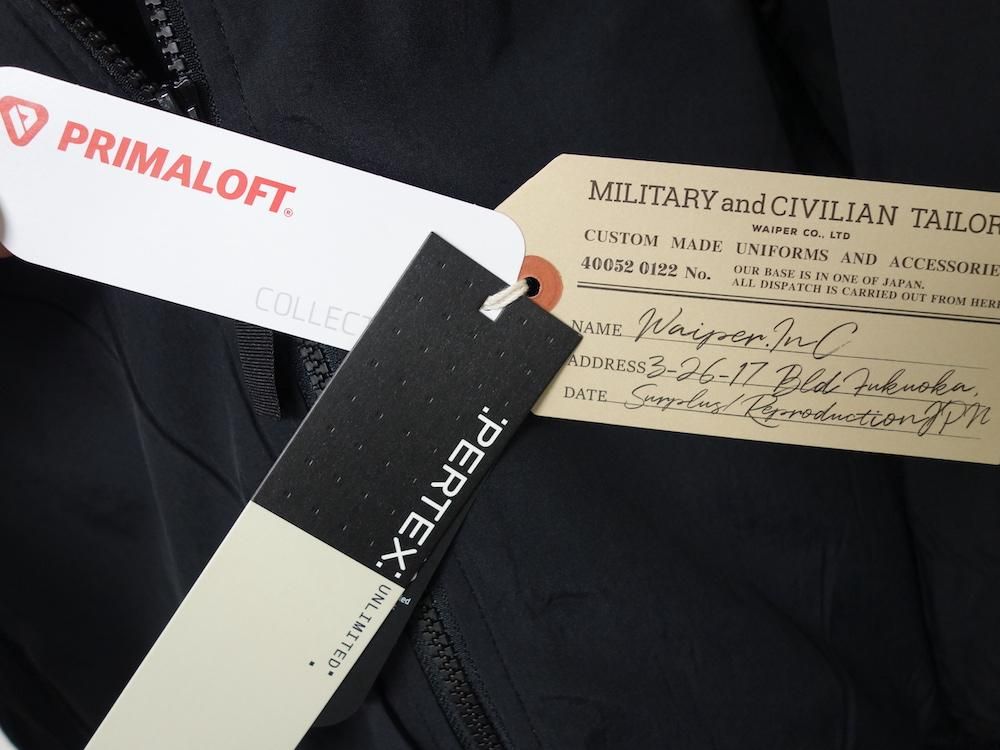 PRIMALOFT®
COLLECT
MILITARY and CIVILIAN TAILOR
WAIPER CO., LTD
CUSTOM MADE UNIFORMS AND ACCESSORIE
40052 0122 No.
OUR BASE IS IN ONE OF JAPAN.
ALL DISPATCH IS CARRIED OUT FROM HER
NAME Waiper.InC
ADDRESS 3-26-17 Bld. Fukuoka,
DATE Surplus/Reproduction JPN
.PERTEX:
UNLIMITED
ed